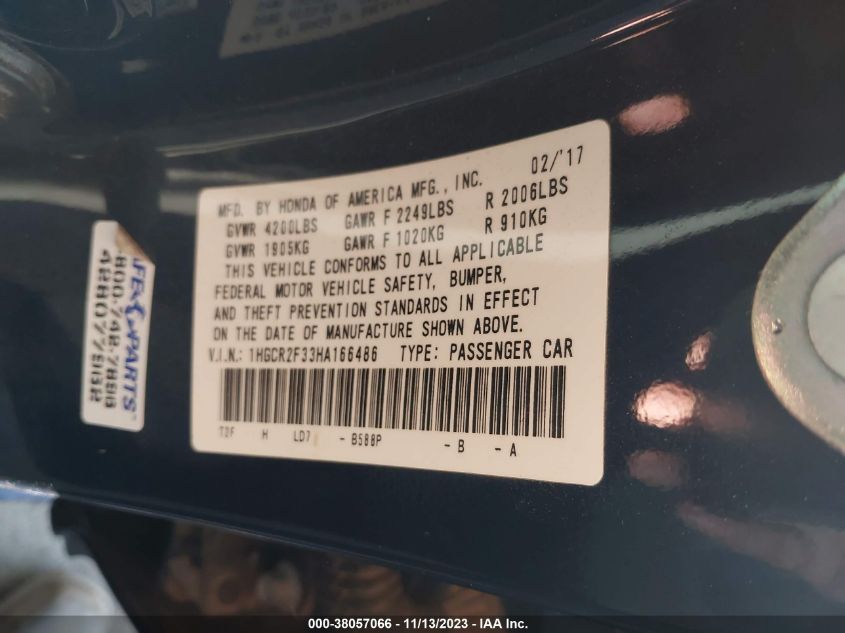 MFD. BY HONDA OF AMERICA MFG., INC. 02/'17
GVWR 4200LBS GAWR F 2249LBS R 2006LBS
GVWR 1905KG GAWR F 1020KG R 910KG
THIS VEHICLE CONFORMS TO ALL APPLICABLE
FEDERAL MOTOR VEHICLE SAFETY, BUMPER,
AND THEFT PREVENTION STANDARDS IN EFFECT
ON THE DATE OF MANUFACTURE SHOWN ABOVE.
V.I.N.: 1HGCR2F33HA166486 TYPE: PASSENGER CAR
T2F H LD7 - B588P - B - A
PARTS
000-38057066 - 11/13/2023 - IAA Inc.